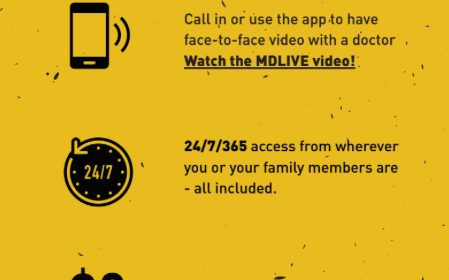 Call in or use the app to have
face-to-face video with a doctor
Watch the MDLIVE video!
24/7/365 access from wherever
24/7
you or your family members are
- all included.